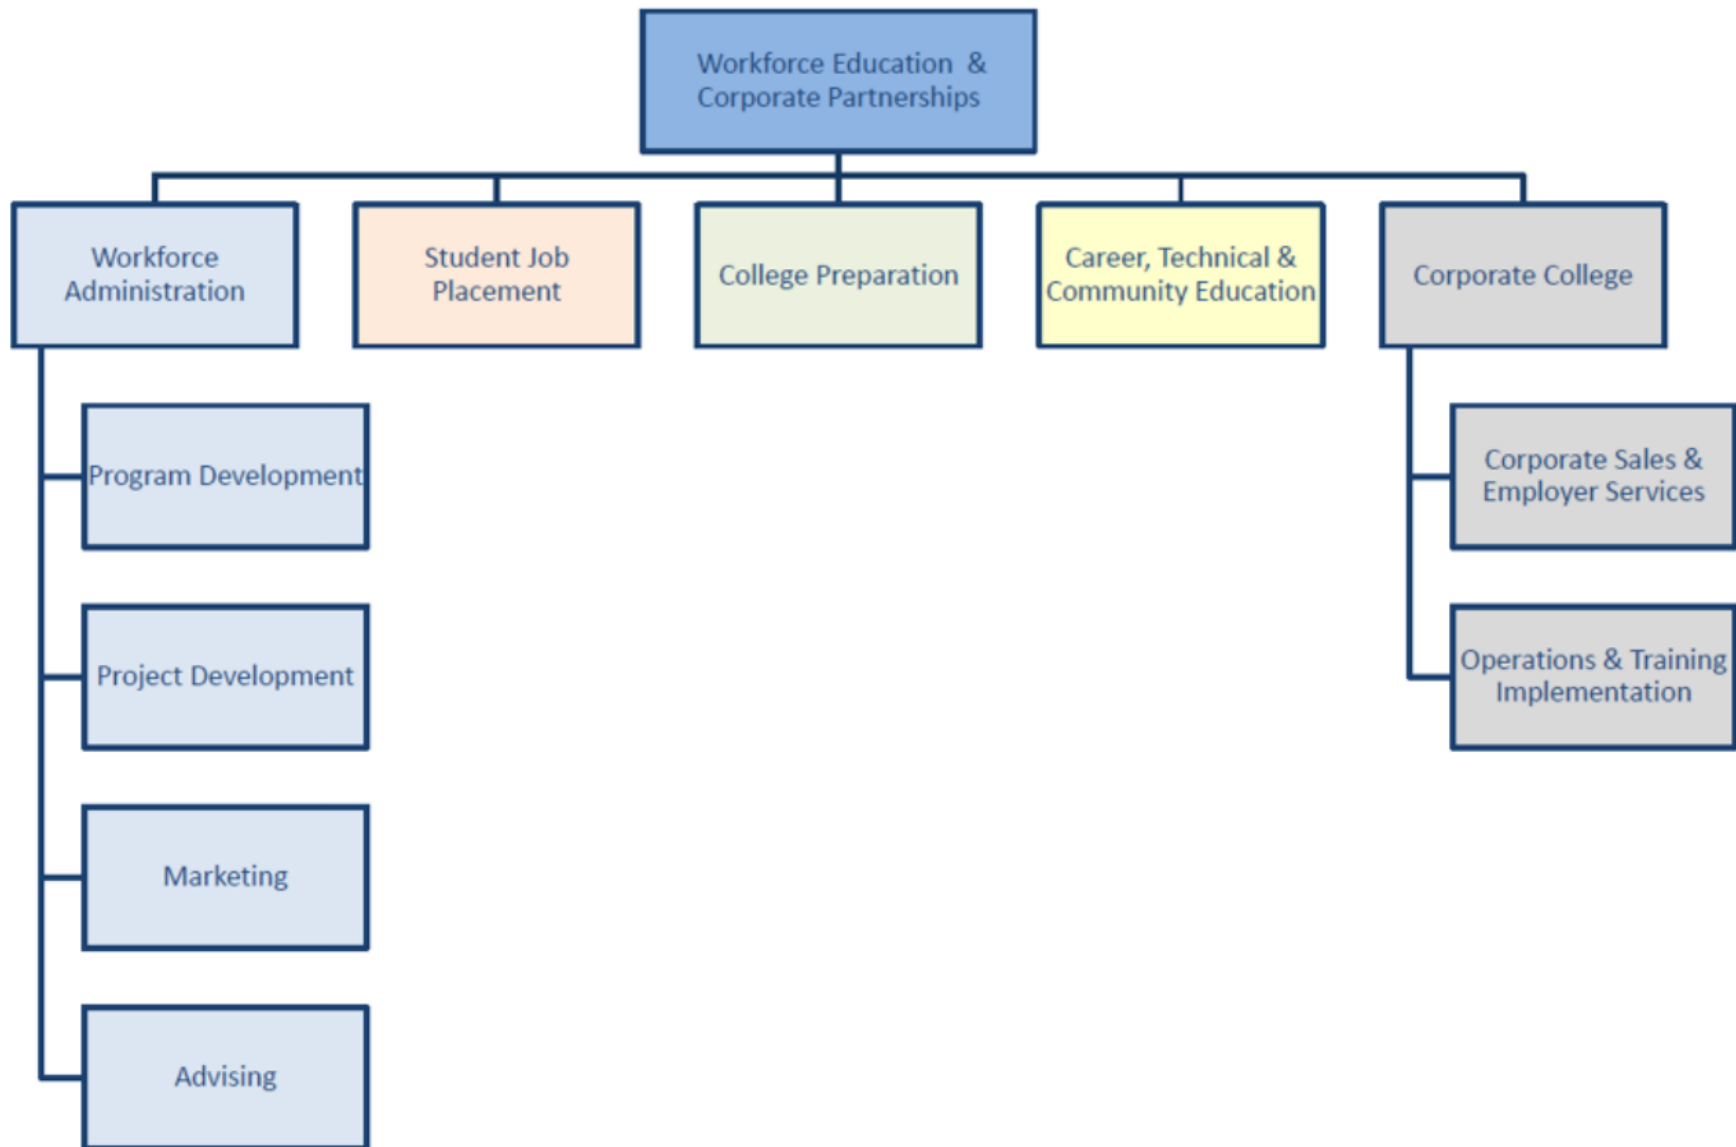 Workforce Education &
Corporate Partnerships
Workforce
Administration
Student Job
Placement
College Preparation
Career, Technical &
Community Education
Corporate College
Program Development
Project Development
Marketing
Advising
Corporate Sales &
Employer Services
Operations & Training
Implementation